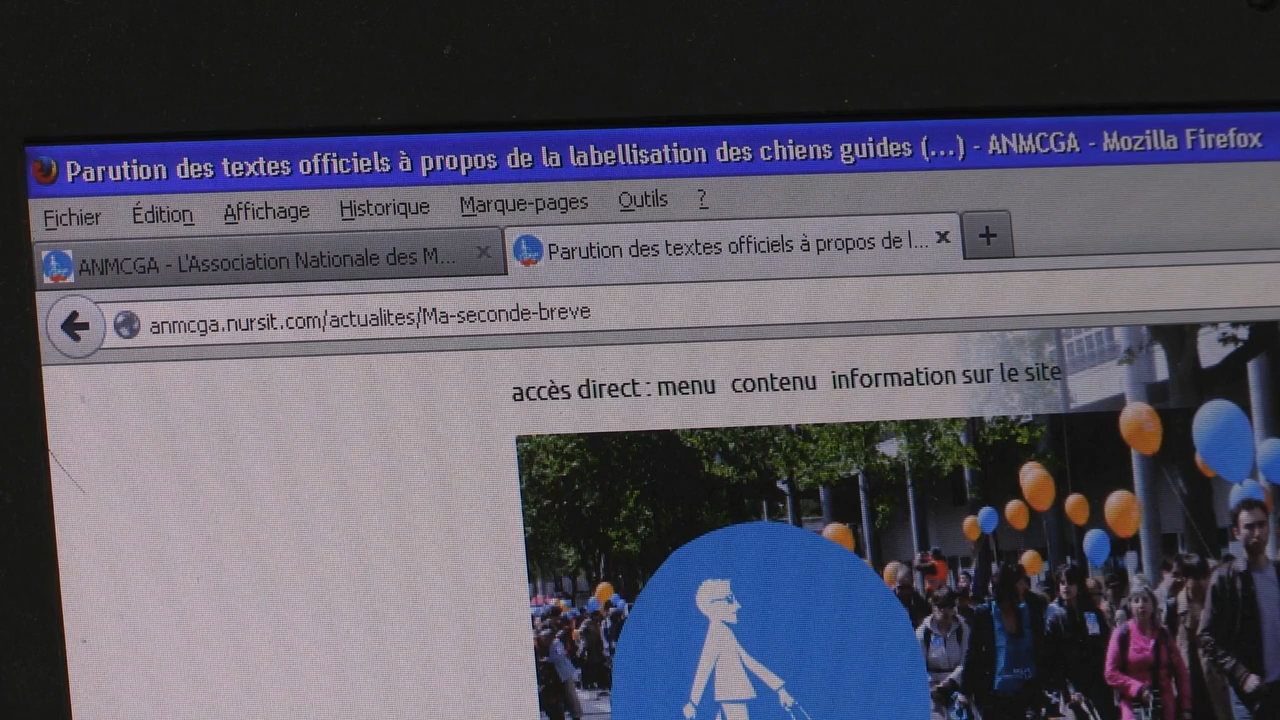 Parution des textes officiels à propos de la labellisation des chiens guides (...) - ANMCGA - Mozilla Firefox
Fichier Édition Affichage Historique Marque-pages Outils ?
ANMCGA - L'Association Nationale des M... Parution des textes officiels à propos de l...
anmcga.nursit.com/actualites/Ma-seconde-breve
accès direct : menu contenu information sur le site